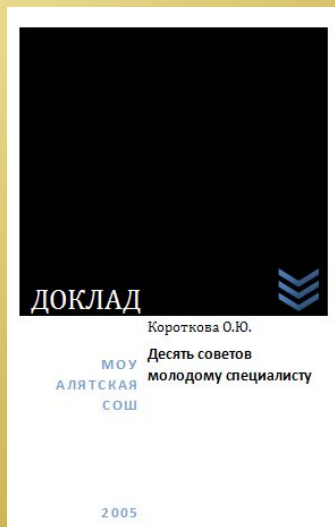 ДОКЛАД
Короткова О.Ю.
Десять советов
молодому специалисту
МОУ
АЛЯТСКАЯ
СОШ
2005